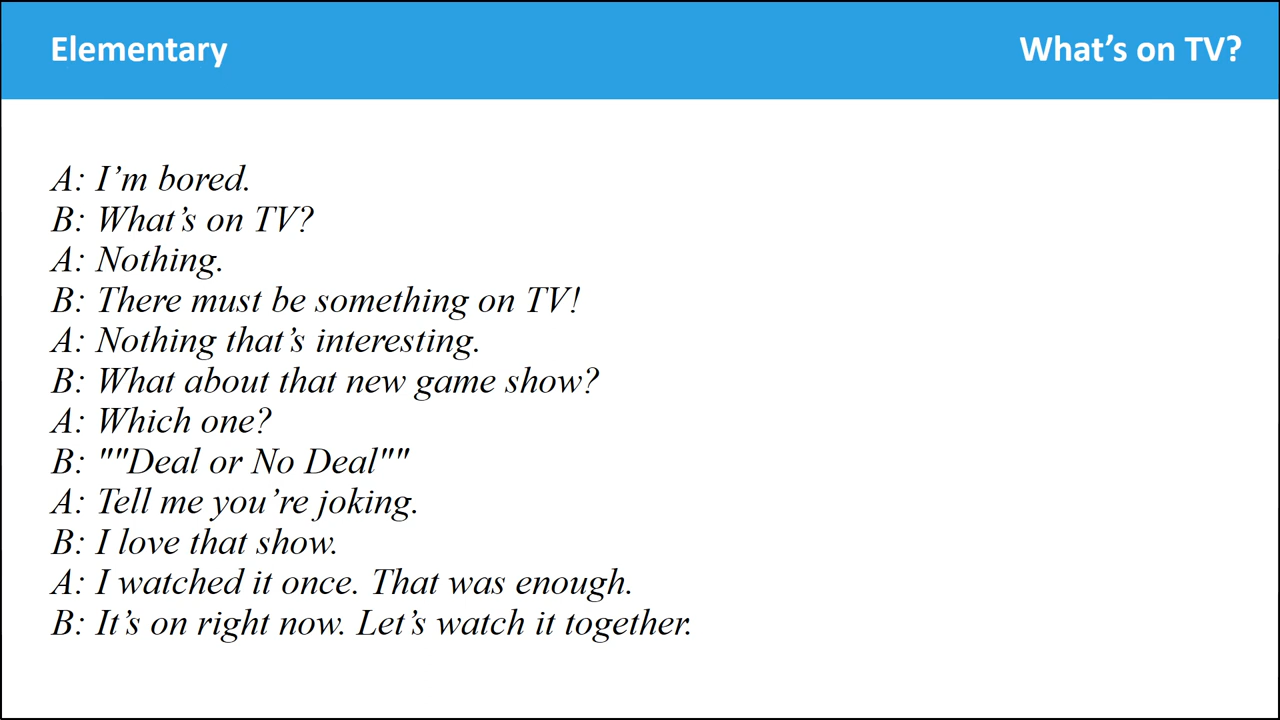 Elementary
What’s on TV?
A: I’m bored.
B: What’s on TV?
A: Nothing.
B: There must be something on TV!
A: Nothing that’s interesting.
B: What about that new game show?
A: Which one?
B: ""Deal or No Deal""
A: Tell me you’re joking.
B: I love that show.
A: I watched it once. That was enough.
B: It’s on right now. Let’s watch it together.